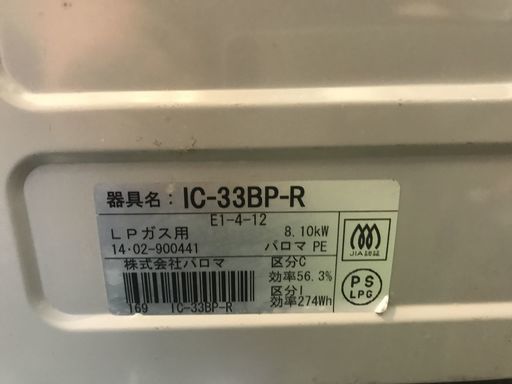 器具名：IC-33BP-R
E1-4-12
LPガス用 8.10kW
14・02-900441 パロマ PE
JIA認証
株式会社パロマ 区分C
効率56.3%
区分I
169 IC-33BP-R 効率274Wh
PS
LPG